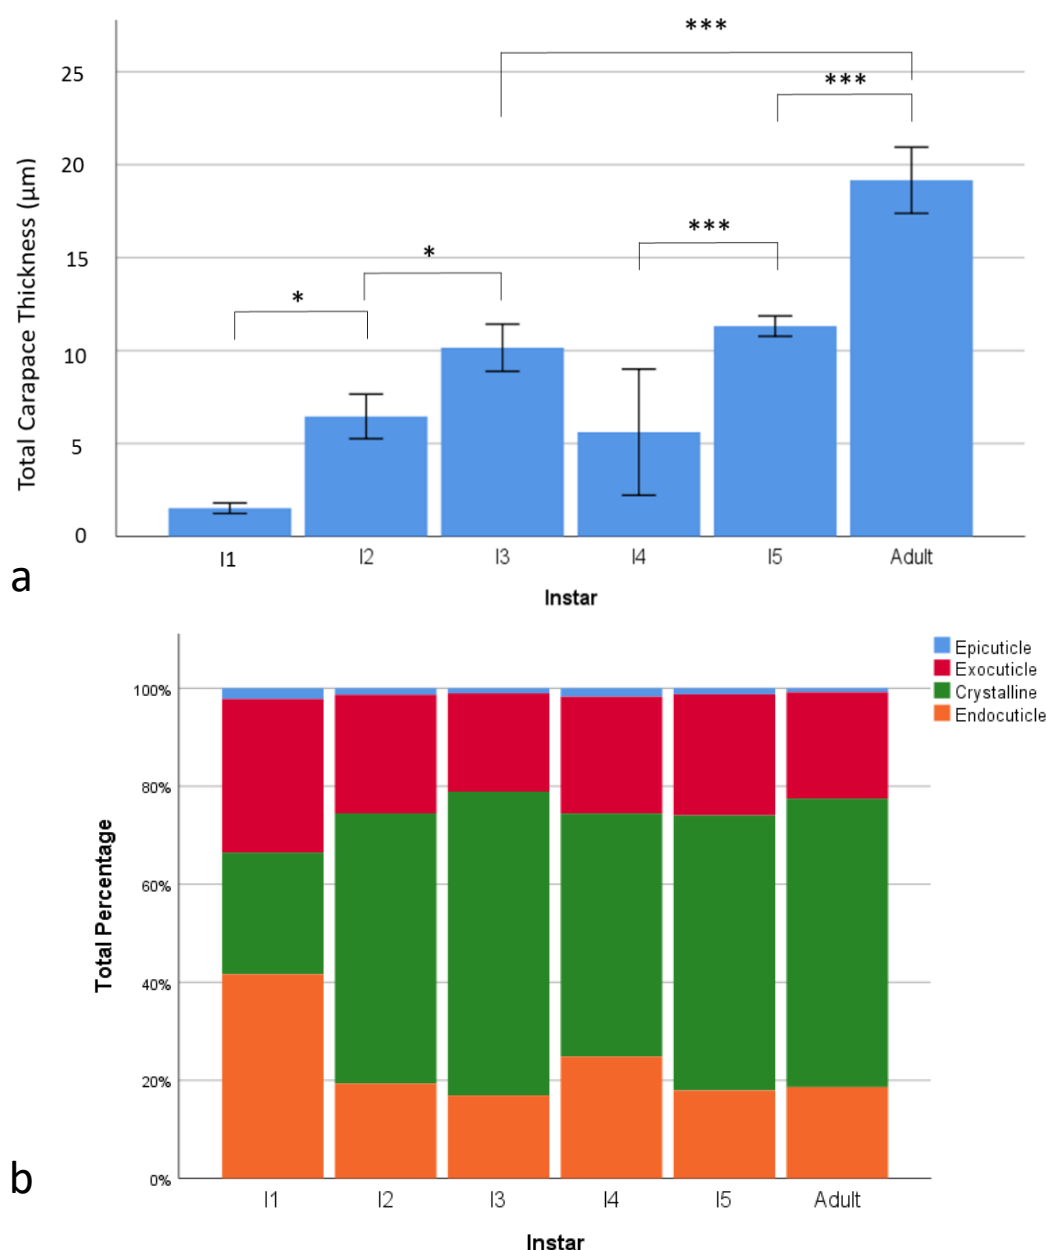 ***
25
***
Total Carapace Thickness (µm)
20
***
15
*
*
10
5
0
I1 I2 I3 I4 I5 Adult
a
Instar
Epicuticle
Exocuticle
Crystalline
Endocuticle
100%
80%
Total Percentage
60%
40%
20%
0%
b
I1 I2 I3 I4 I5 Adult
Instar